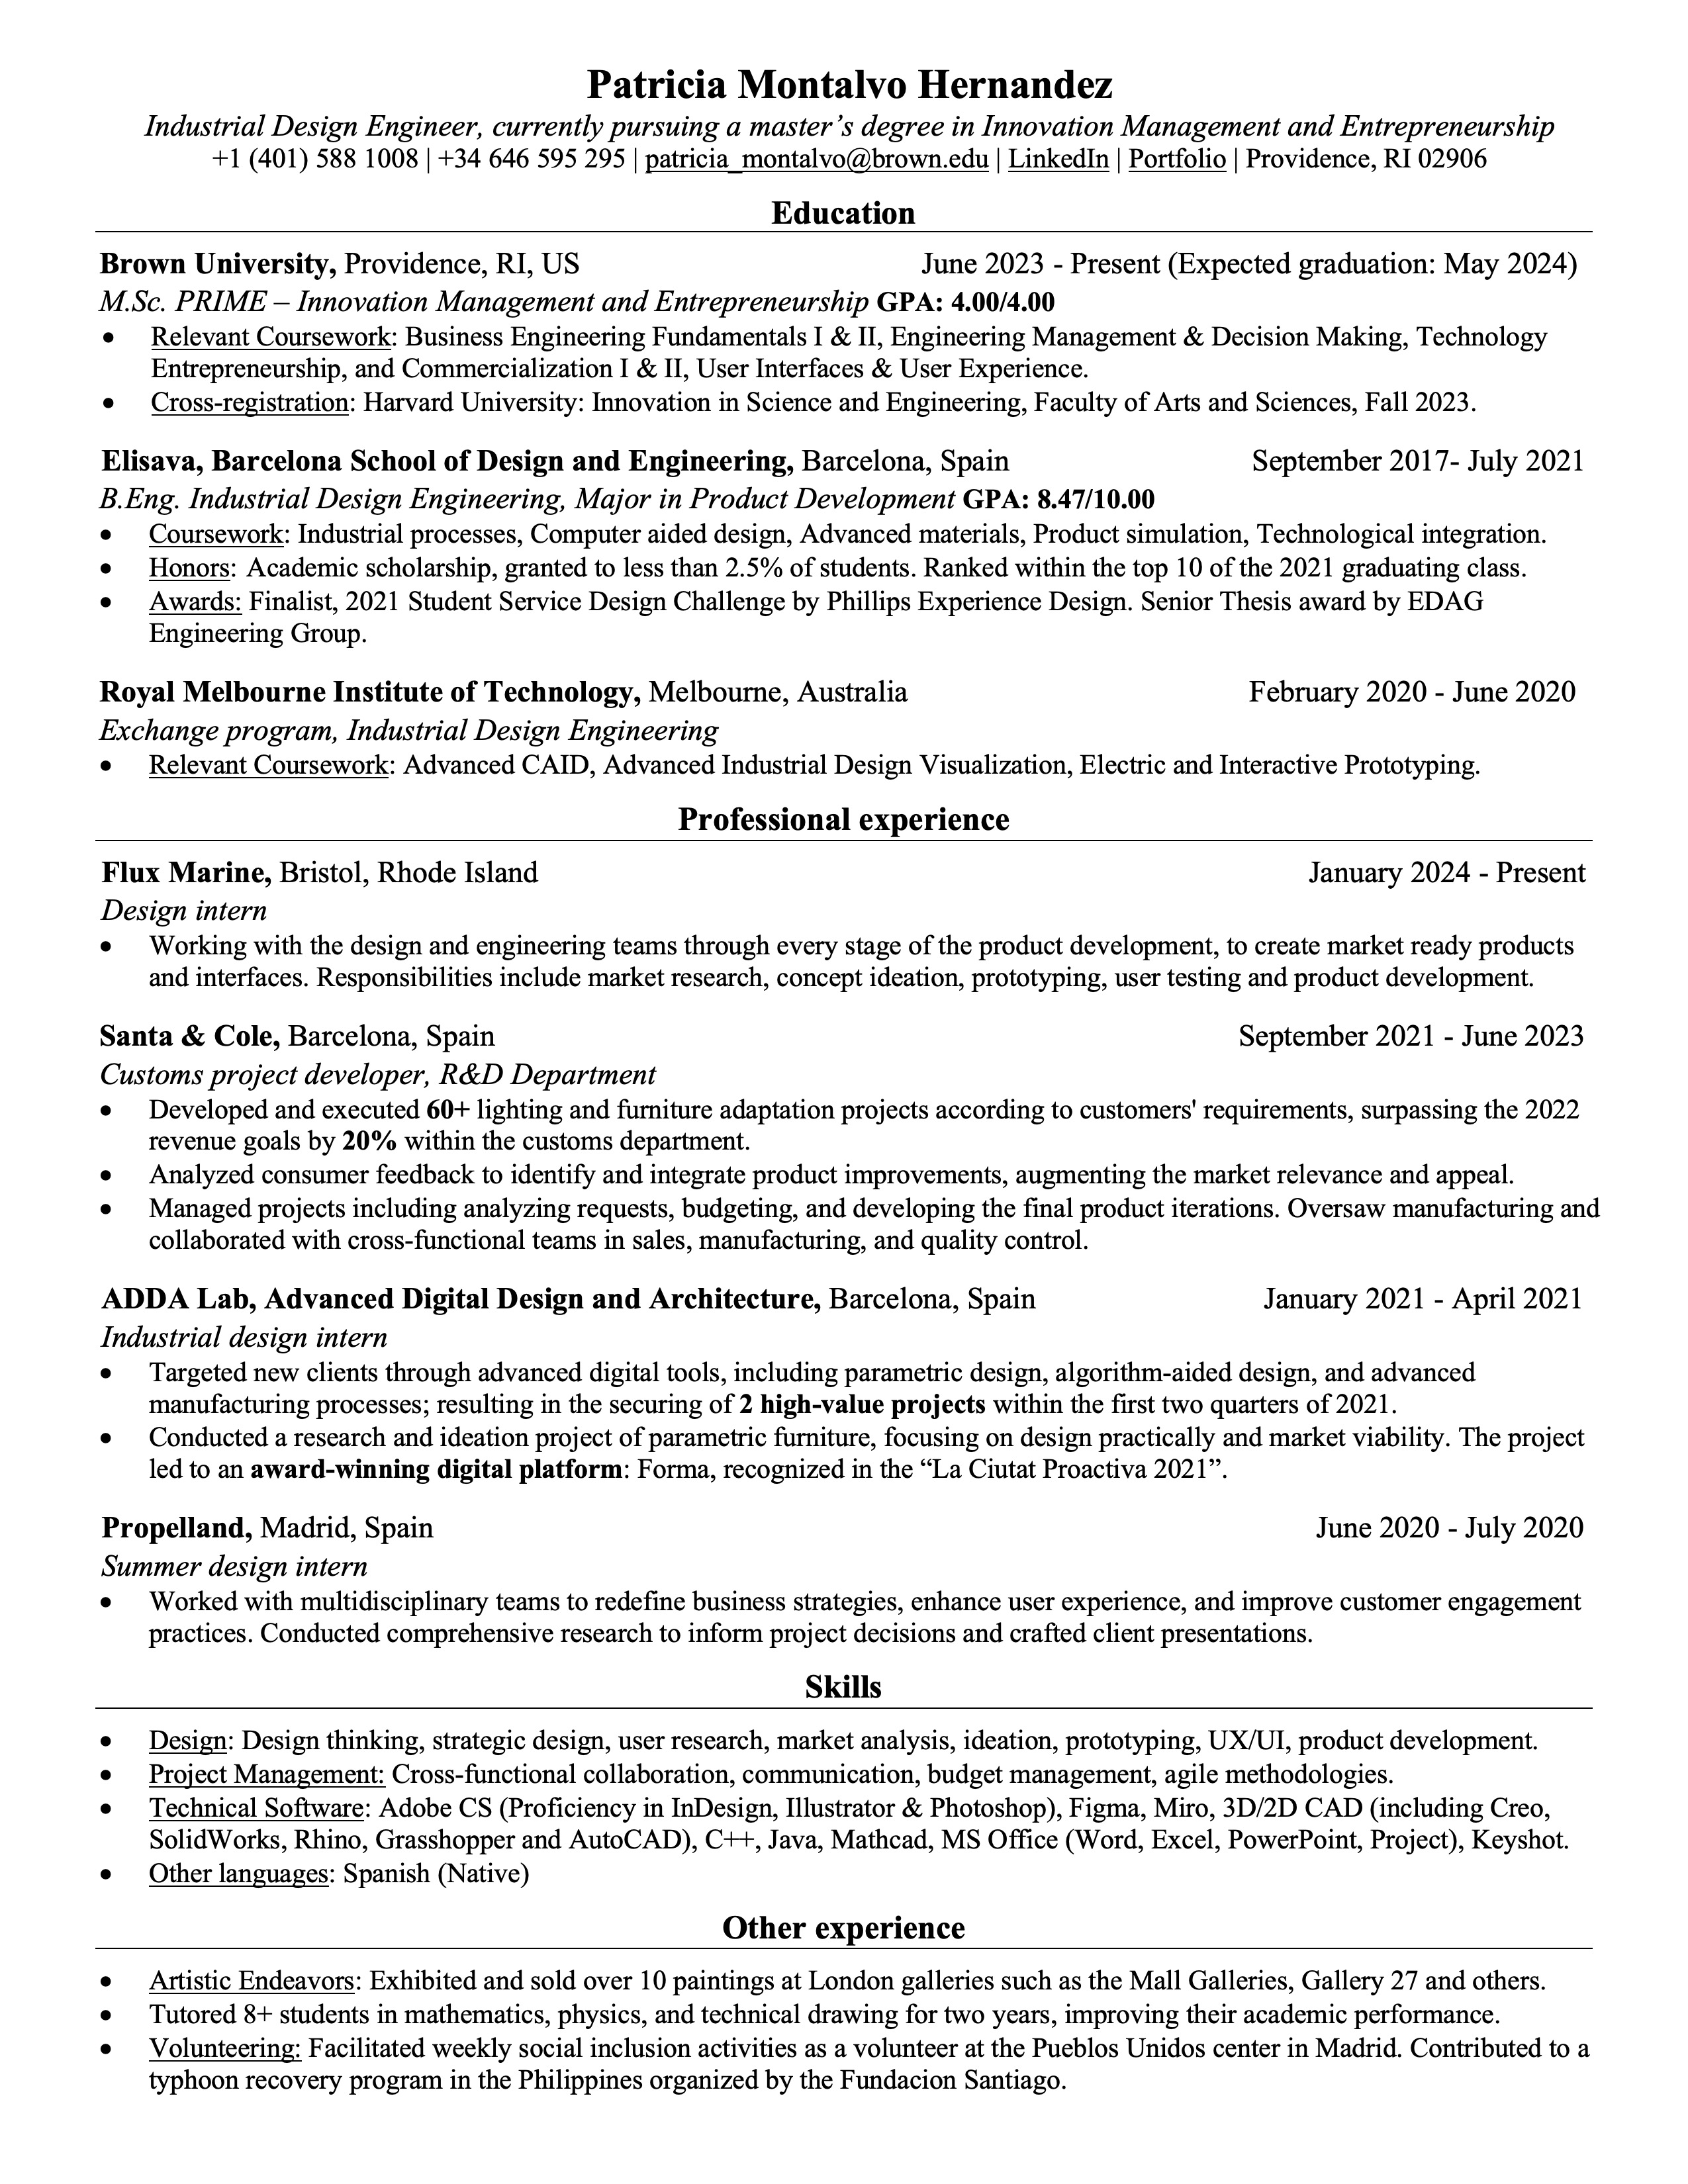 Patricia Montalvo Hernandez
Industrial Design Engineer, currently pursuing a master’s degree in Innovation Management and Entrepreneurship
+1 (401) 588 1008 | +34 646 595 295 | patricia_montalvo@brown.edu | LinkedIn | Portfolio | Providence, RI 02906
Education
Brown University, Providence, RI, US June 2023 - Present (Expected graduation: May 2024)
M.Sc. PRIME – Innovation Management and Entrepreneurship GPA: 4.00/4.00
• Relevant Coursework: Business Engineering Fundamentals I & II, Engineering Management & Decision Making, Technology
Entrepreneurship, and Commercialization I & II, User Interfaces & User Experience.
• Cross-registration: Harvard University: Innovation in Science and Engineering, Faculty of Arts and Sciences, Fall 2023.
Elisava, Barcelona School of Design and Engineering, Barcelona, Spain September 2017- July 2021
B.Eng. Industrial Design Engineering, Major in Product Development GPA: 8.47/10.00
• Coursework: Industrial processes, Computer aided design, Advanced materials, Product simulation, Technological integration.
• Honors: Academic scholarship, granted to less than 2.5% of students. Ranked within the top 10 of the 2021 graduating class.
• Awards: Finalist, 2021 Student Service Design Challenge by Phillips Experience Design. Senior Thesis award by EDAG
Engineering Group.
Royal Melbourne Institute of Technology, Melbourne, Australia February 2020 - June 2020
Exchange program, Industrial Design Engineering
• Relevant Coursework: Advanced CAID, Advanced Industrial Design Visualization, Electric and Interactive Prototyping.
Professional experience
Flux Marine, Bristol, Rhode Island January 2024 - Present
Design intern
• Working with the design and engineering teams through every stage of the product development, to create market ready products
and interfaces. Responsibilities include market research, concept ideation, prototyping, user testing and product development.
Santa & Cole, Barcelona, Spain September 2021 - June 2023
Customs project developer, R&D Department
• Developed and executed 60+ lighting and furniture adaptation projects according to customers' requirements, surpassing the 2022
revenue goals by 20% within the customs department.
• Analyzed consumer feedback to identify and integrate product improvements, augmenting the market relevance and appeal.
• Managed projects including analyzing requests, budgeting, and developing the final product iterations. Oversaw manufacturing and
collaborated with cross-functional teams in sales, manufacturing, and quality control.
ADDA Lab, Advanced Digital Design and Architecture, Barcelona, Spain January 2021 - April 2021
Industrial design intern
• Targeted new clients through advanced digital tools, including parametric design, algorithm-aided design, and advanced
manufacturing processes; resulting in the securing of 2 high-value projects within the first two quarters of 2021.
• Conducted a research and ideation project of parametric furniture, focusing on design practically and market viability. The project
led to an award-winning digital platform: Forma, recognized in the “La Ciutat Proactiva 2021”.
Propelland, Madrid, Spain June 2020 - July 2020
Summer design intern
• Worked with multidisciplinary teams to redefine business strategies, enhance user experience, and improve customer engagement
practices. Conducted comprehensive research to inform project decisions and crafted client presentations.
Skills
• Design: Design thinking, strategic design, user research, market analysis, ideation, prototyping, UX/UI, product development.
• Project Management: Cross-functional collaboration, communication, budget management, agile methodologies.
• Technical Software: Adobe CS (Proficiency in InDesign, Illustrator & Photoshop), Figma, Miro, 3D/2D CAD (including Creo,
SolidWorks, Rhino, Grasshopper and AutoCAD), C++, Java, Mathcad, MS Office (Word, Excel, PowerPoint, Project), Keyshot.
• Other languages: Spanish (Native)
Other experience
• Artistic Endeavors: Exhibited and sold over 10 paintings at London galleries such as the Mall Galleries, Gallery 27 and others.
• Tutored 8+ students in mathematics, physics, and technical drawing for two years, improving their academic performance.
• Volunteering: Facilitated weekly social inclusion activities as a volunteer at the Pueblos Unidos center in Madrid. Contributed to a
typhoon recovery program in the Philippines organized by the Fundacion Santiago.